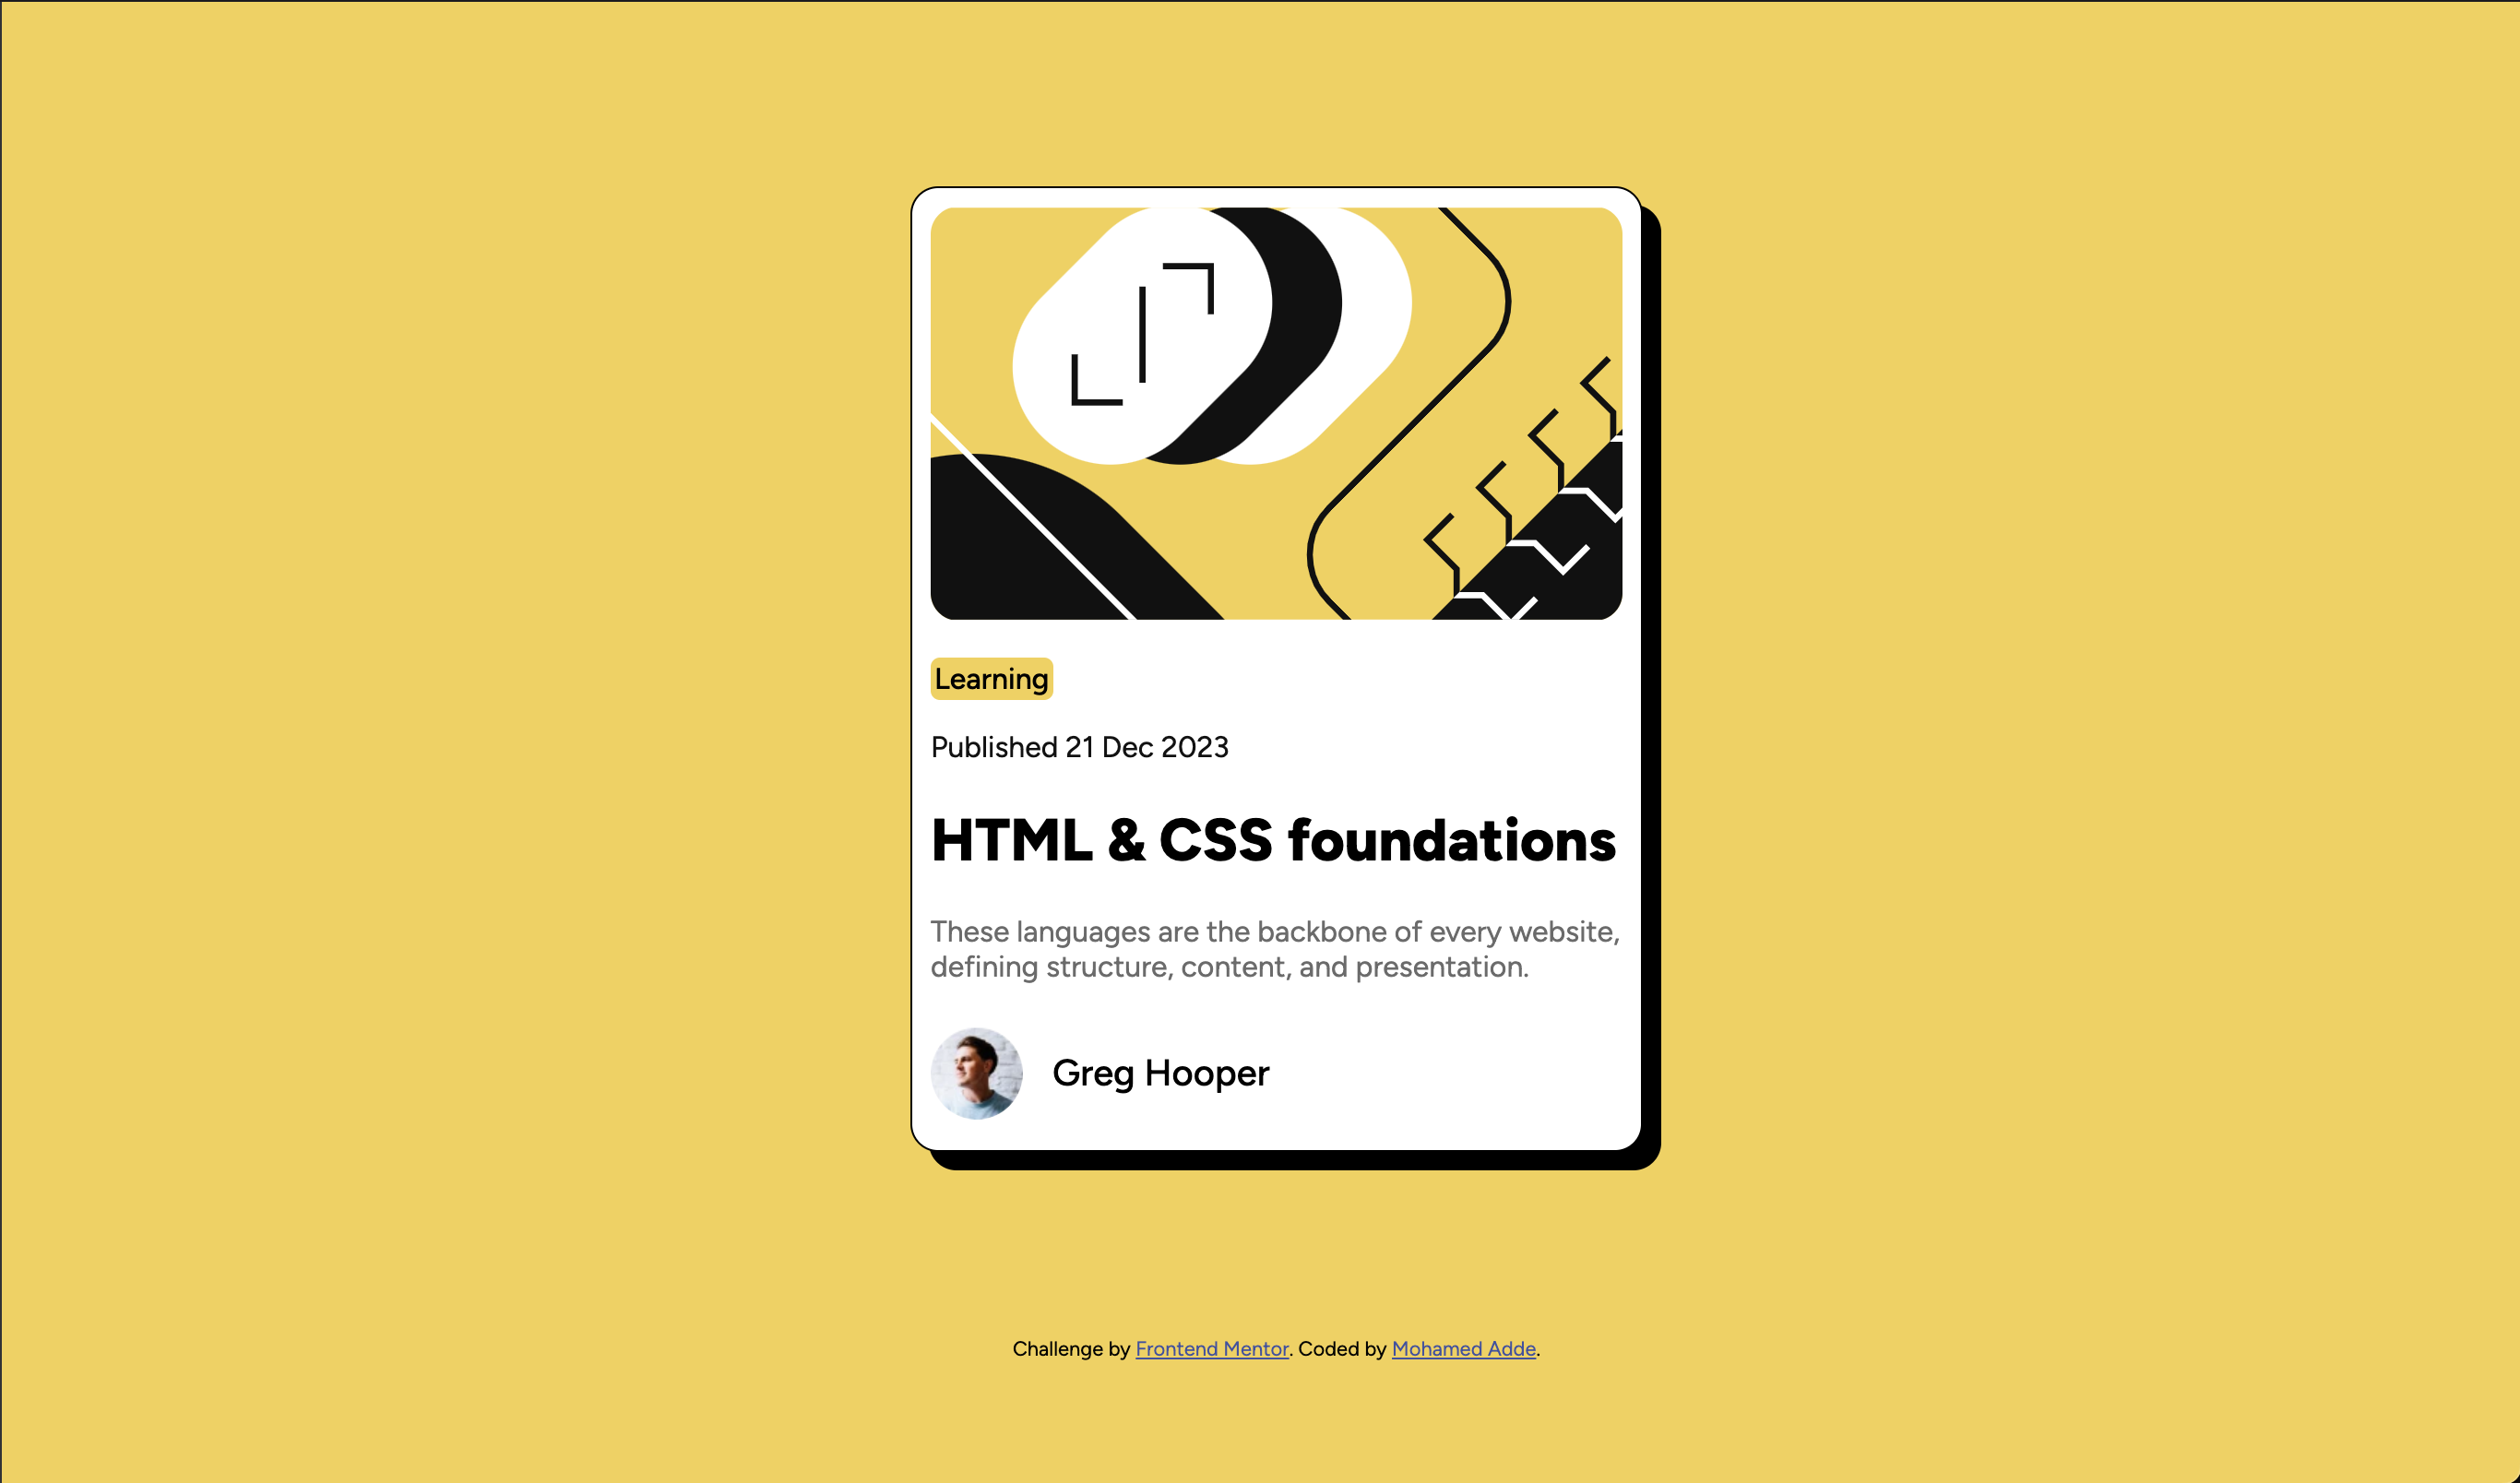 Learning
Published 21 Dec 2023
HTML & CSS foundations
These languages are the backbone of every website,
defining structure, content, and presentation.
Greg Hooper
Challenge by Frontend Mentor. Coded by Mohamed Adde.